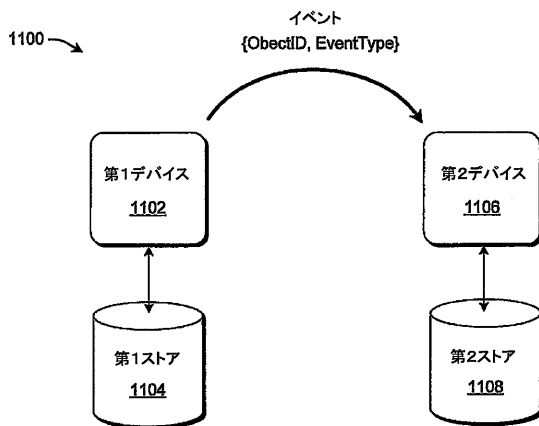 イベント
{ObectID, EventType}
1100
第1デバイス
1102
第2デバイス
1106
第1ストア
1104
第2ストア
1108